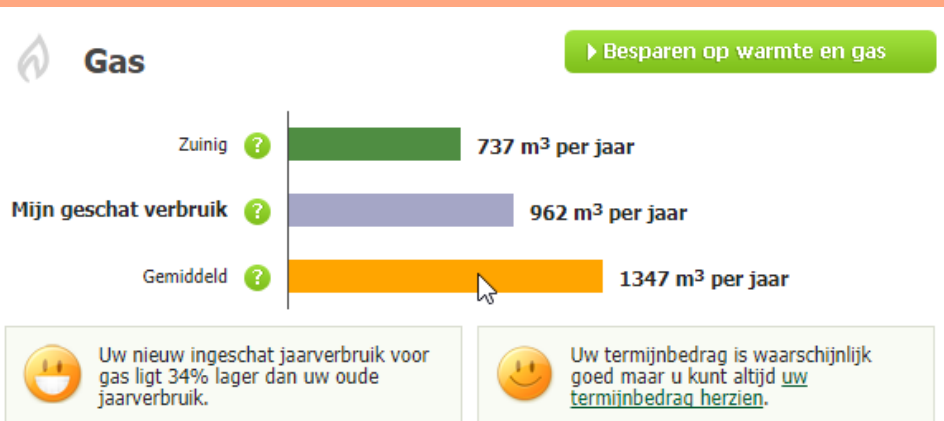 Gas
Besparen op warmte en gas
Zuinig ? 737 m³ per jaar
Mijn geschat verbruik ? 962 m³ per jaar
Gemiddeld ? 1347 m³ per jaar
Uw nieuw ingeschat jaarverbruik voor
gas ligt 34% lager dan uw oude
jaarverbruik.
Uw termijnbedrag is waarschijnlijk
goed maar u kunt altijd uw
termijnbedrag herzien.